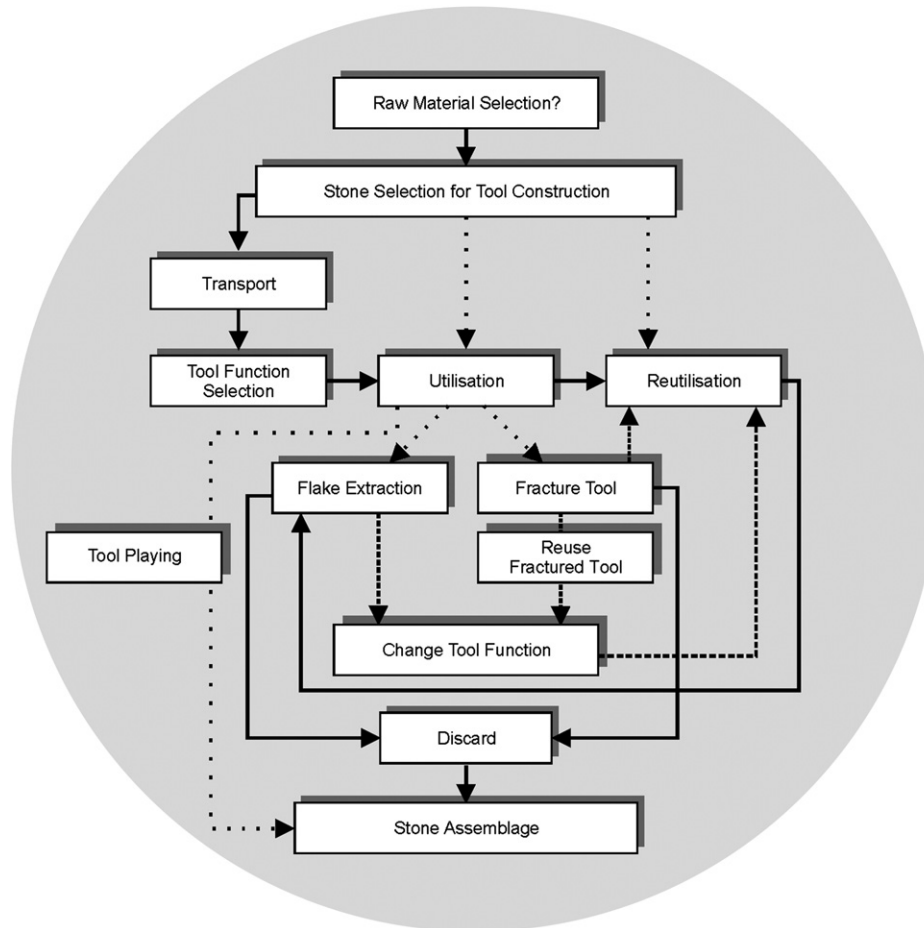 Raw Material Selection?
Stone Selection for Tool Construction
Transport
Tool Function
Selection
Utilisation
Reutilisation
Flake Extraction
Fracture Tool
Tool Playing
Reuse
Fractured Tool
Change Tool Function
Discard
Stone Assemblage